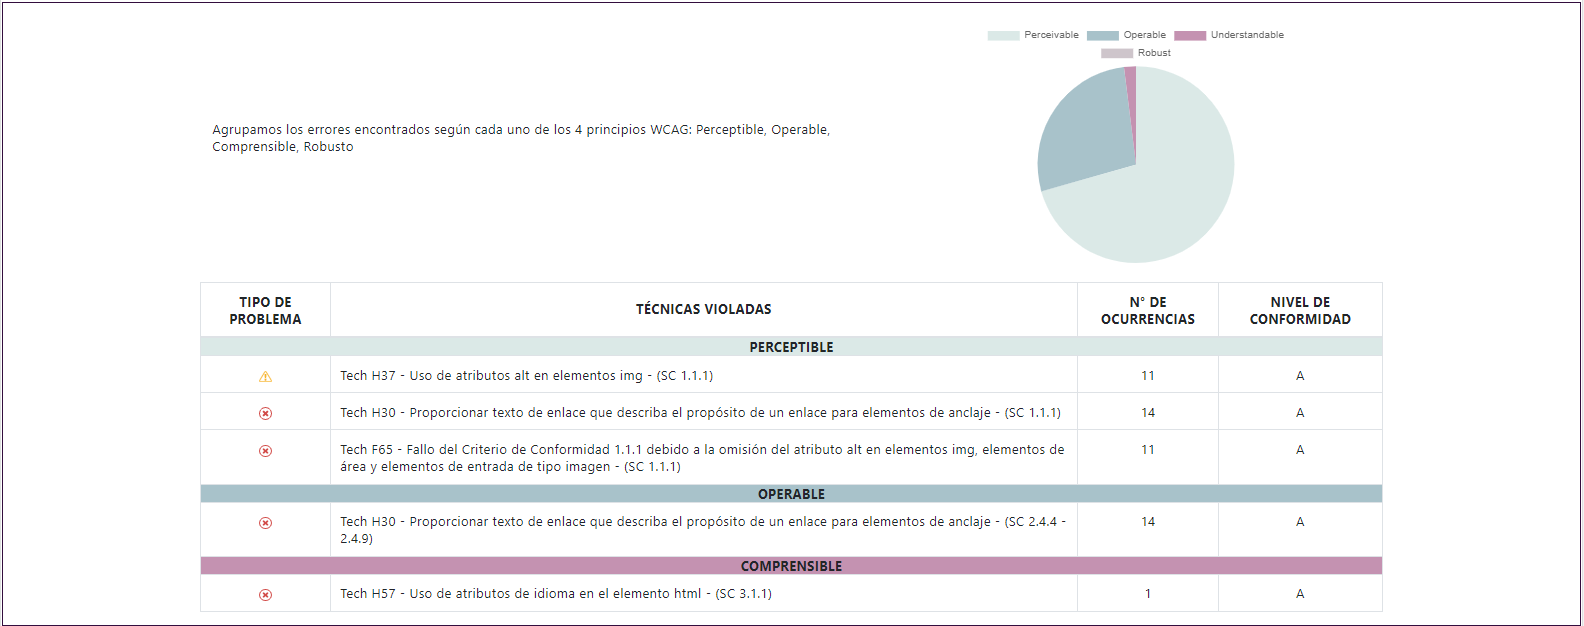 Perceivable Operable Understandable
Robust
Agrupamos los errores encontrados según cada uno de los 4 principios WCAG: Perceptible, Operable,
Comprensible, Robusto
TIPO DE
PROBLEMA
TÉCNICAS VIOLADAS
N° DE
OCURRENCIAS
NIVEL DE
CONFORMIDAD
PERCEPTIBLE
Tech H37 - Uso de atributos alt en elementos img - (SC 1.1.1) 11 A
Tech H30 - Proporcionar texto de enlace que describa el propósito de un enlace para elementos de anclaje - (SC 1.1.1) 14 A
Tech F65 - Fallo del Criterio de Conformidad 1.1.1 debido a la omisión del atributo alt en elementos img, elementos de 11 A
área y elementos de entrada de tipo imagen - (SC 1.1.1)
OPERABLE
Tech H30 - Proporcionar texto de enlace que describa el propósito de un enlace para elementos de anclaje - (SC 2.4.4 - 14 A
2.4.9)
COMPRENSIBLE
Tech H57 - Uso de atributos de idioma en el elemento html - (SC 3.1.1) 1 A